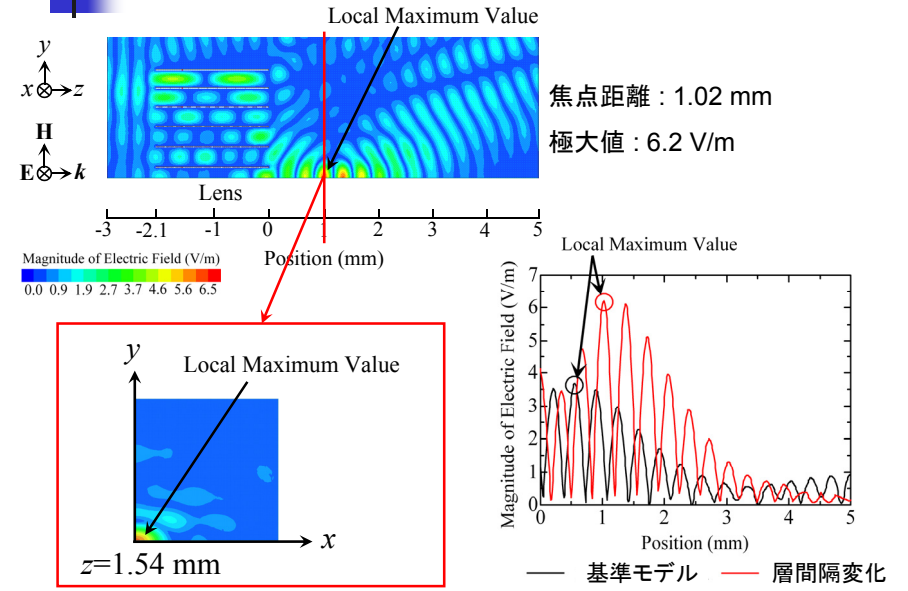 Local Maximum Value
y
x⊗→z
H
E⊗→k
焦点距離 : 1.02 mm
極大値 : 6.2 V/m
Lens
-3 -2.1 -1 0 1 2 3 4 5
Position (mm)
Magnitude of Electric Field (V/m)
0.0 0.9 1.9 2.7 3.7 4.6 5.6 6.5
y
Local Maximum Value
x
z=1.54 mm
Local Maximum Value
Magnitude of Electric Field (V/m)
7
6
5
4
3
2
1
0
0 1 2 3 4 5
Position (mm)
基準モデル 層間隔変化